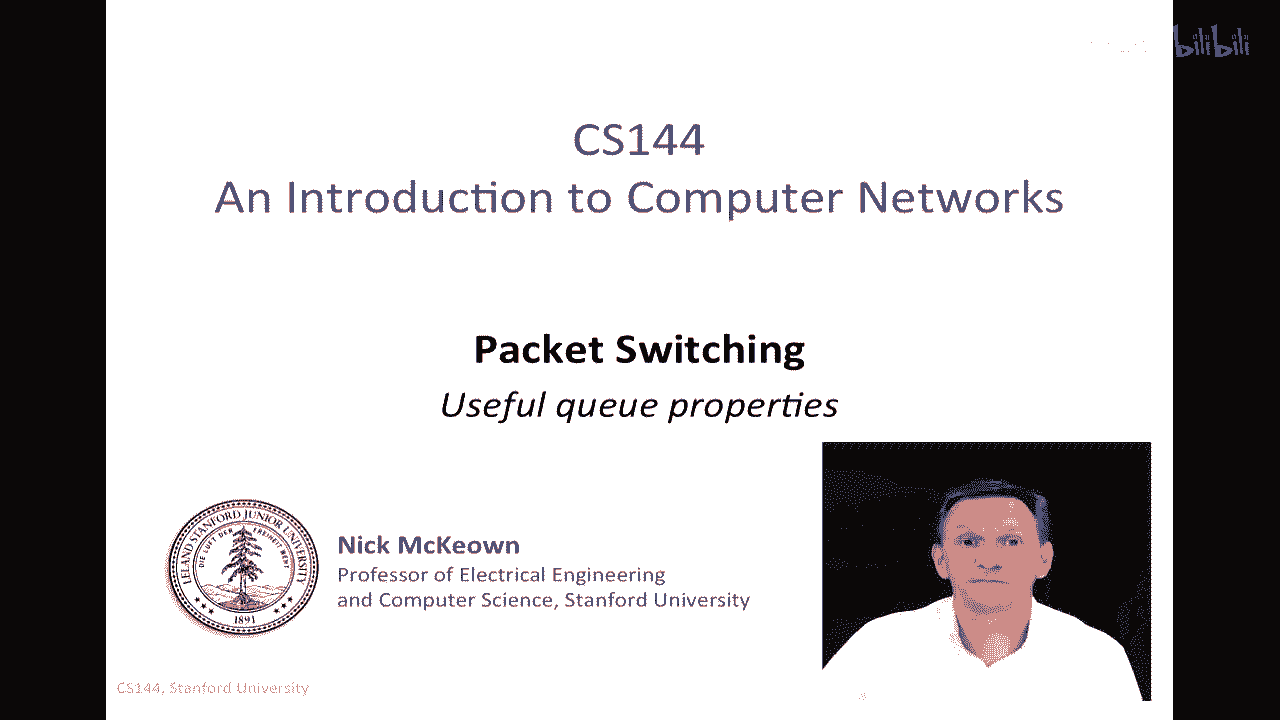 bilibili
CS144
An Introduction to Computer Networks
Packet Switching
Useful queue properties
LELAND STANFORD JUNIOR UNIVERSITY
DIE LUFT DER FREIHEIT WEHT
1891
Nick McKeown
Professor of Electrical Engineering
and Computer Science, Stanford University
CS144, Stanford University